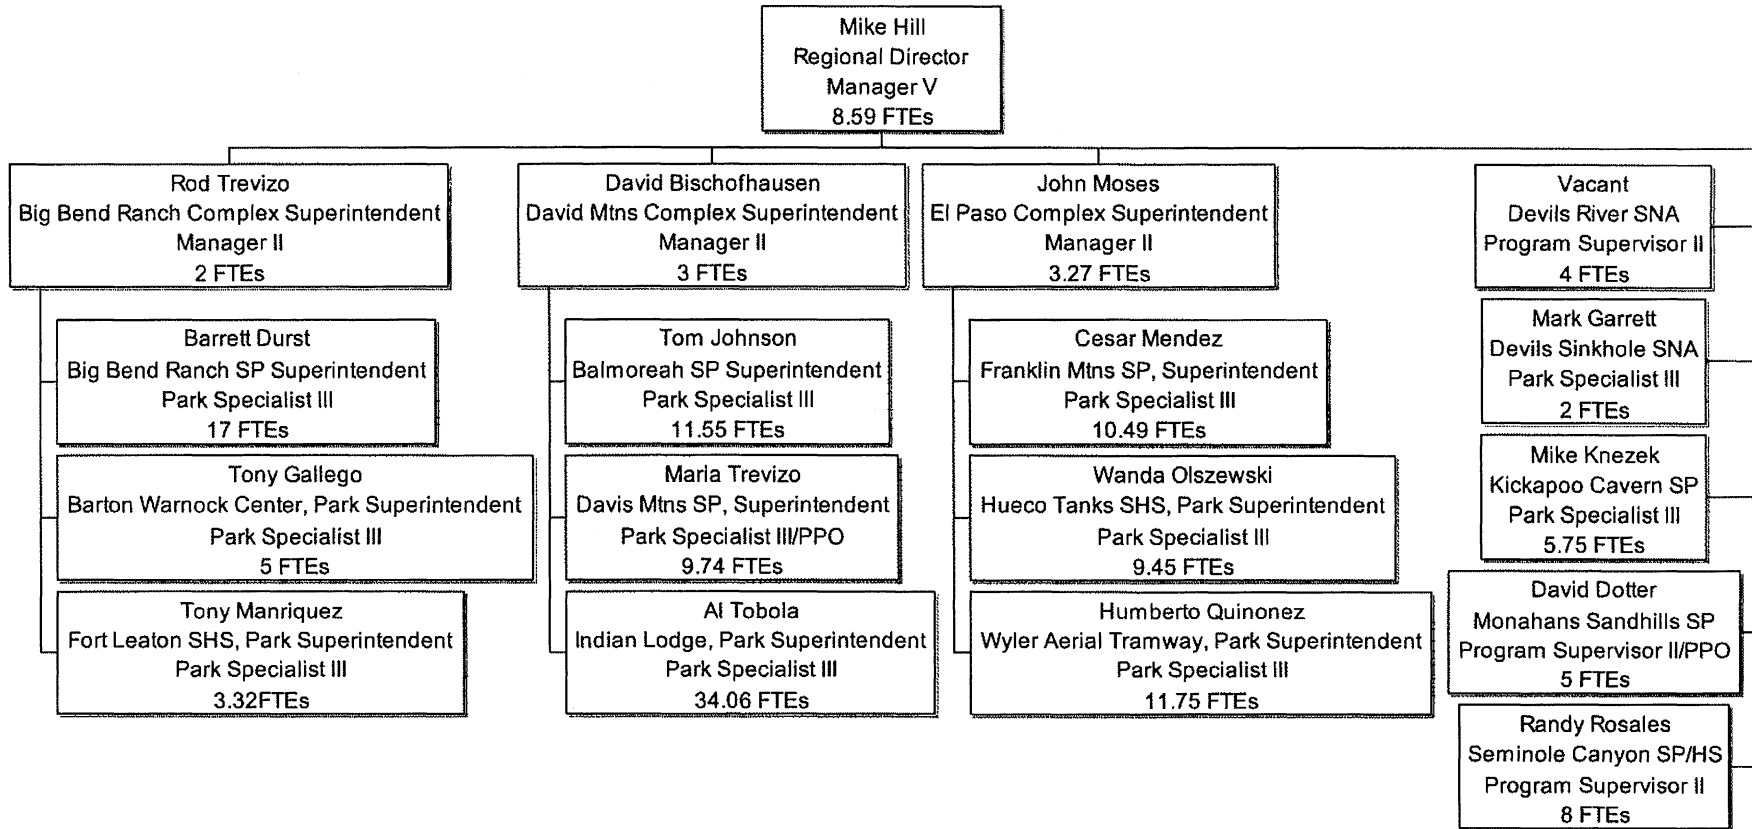 Mike Hill
Regional Director
Manager V
8.59 FTEs
Rod Trevizo
Big Bend Ranch Complex Superintendent
Manager II
2 FTEs
David Bischofhausen
David Mtns Complex Superintendent
Manager II
3 FTEs
John Moses
El Paso Complex Superintendent
Manager II
3.27 FTEs
Vacant
Devils River SNA
Program Supervisor II
4 FTEs
Barrett Durst
Big Bend Ranch SP Superintendent
Park Specialist III
17 FTEs
Tony Gallego
Barton Warnock Center, Park Superintendent
Park Specialist III
5 FTEs
Tony Manriquez
Fort Leaton SHS, Park Superintendent
Park Specialist III
3.32FTEs
Tom Johnson
Balmoreah SP Superintendent
Park Specialist III
11.55 FTEs
Marla Trevizo
Davis Mtns SP, Superintendent
Park Specialist III/PPO
9.74 FTEs
Al Tobola
Indian Lodge, Park Superintendent
Park Specialist III
34.06 FTEs
Cesar Mendez
Franklin Mtns SP, Superintendent
Park Specialist III
10.49 FTEs
Wanda Olszewski
Hueco Tanks SHS, Park Superintendent
Park Specialist III
9.45 FTEs
Humberto Quinonez
Wyler Aerial Tramway, Park Superintendent
Park Specialist III
11.75 FTEs
Mark Garrett
Devils Sinkhole SNA
Park Specialist III
2 FTEs
Mike Knezek
Kickapoo Cavern SP
Park Specialist III
5.75 FTEs
David Dotter
Monahans Sandhills SP
Program Supervisor II/PPO
5 FTEs
Randy Rosales
Seminole Canyon SP/HS
Program Supervisor II
8 FTEs